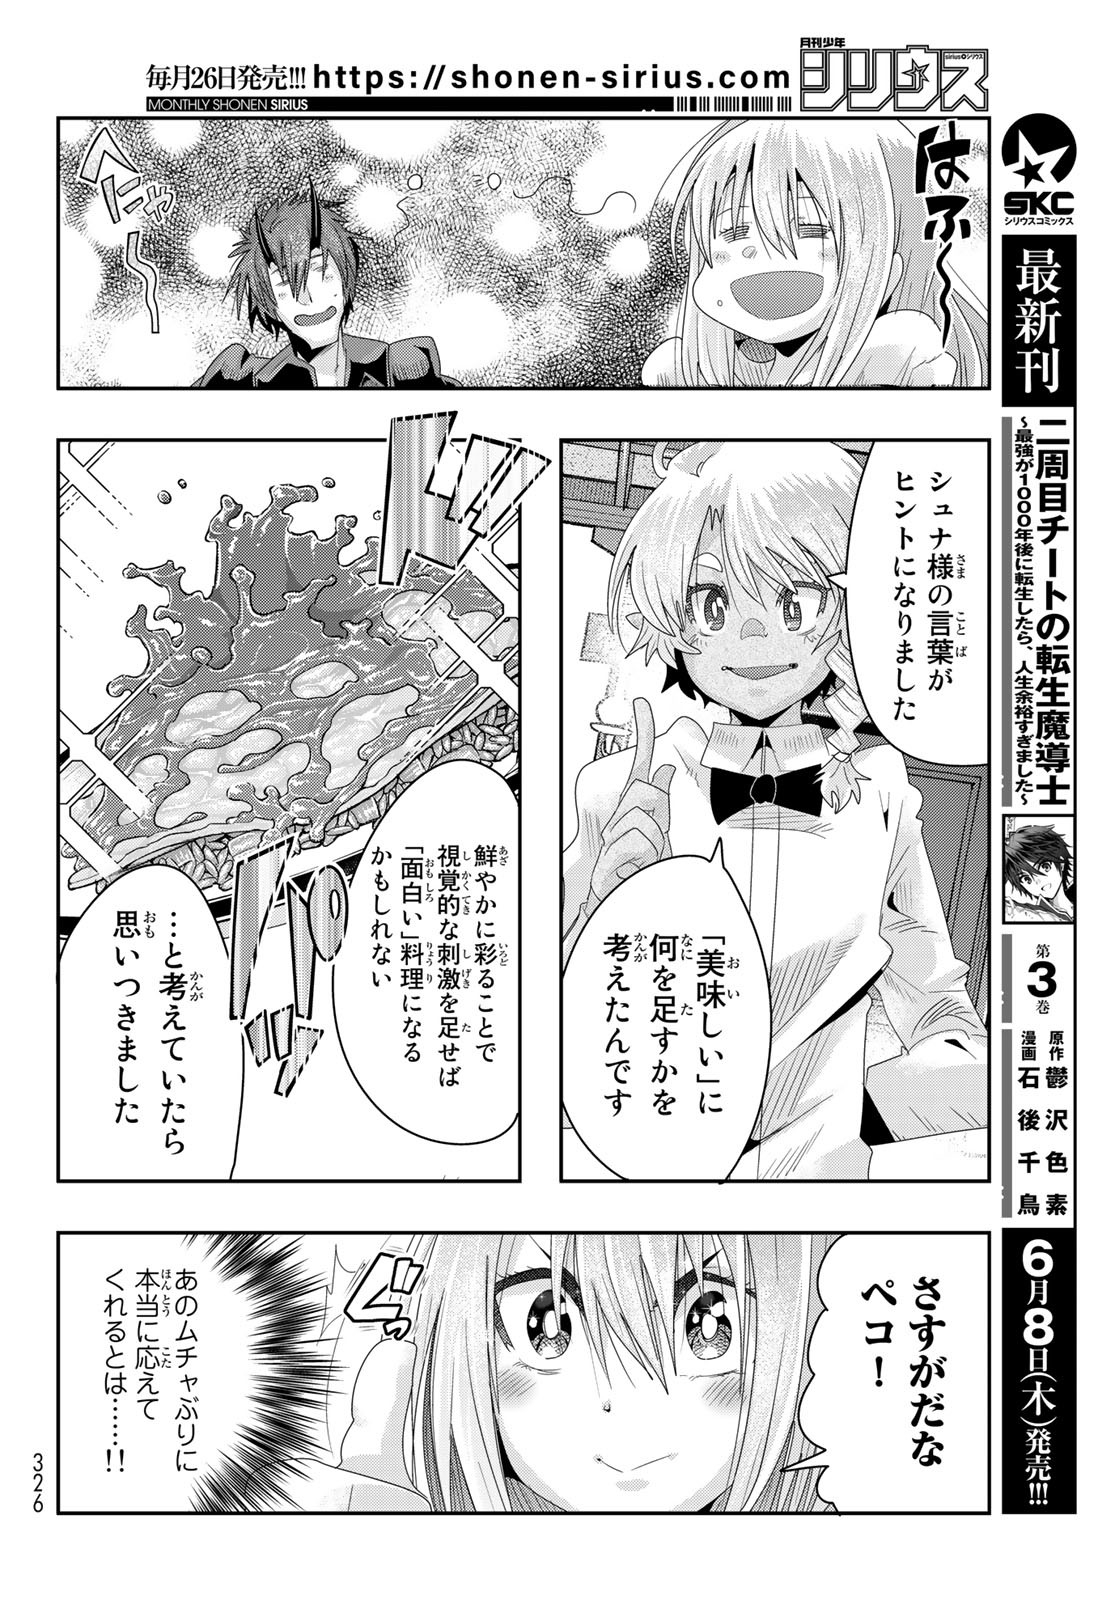 毎月26日発売!!! https://shonen-sirius.com
MONTHLY SHONEN SIRIUS
月刊少年
シリウス
sirius シリウス
はふ〜
へにゃ〜
シュナ様の言葉が
ヒントになりました
「美味しい」に
何を足すかを
考えたんです
鮮やかに彩ることで
視覚的な刺激を足せば
「面白い」料理になる
かもしれない
…と考えていたら
思いつきました
さすがだな
ペコ!
ぐっ
あのムチャぶりに
本当に応えて
くれるとは……!!
326
SKC
シリウスコミックス
最新刊
二周目チートの転生魔導士
〜最強が1000年後に転生したら、人生余裕すぎました〜
第3巻
原作 鬱沢色素
漫画 石後千鳥
6月8日(木)発売!!!